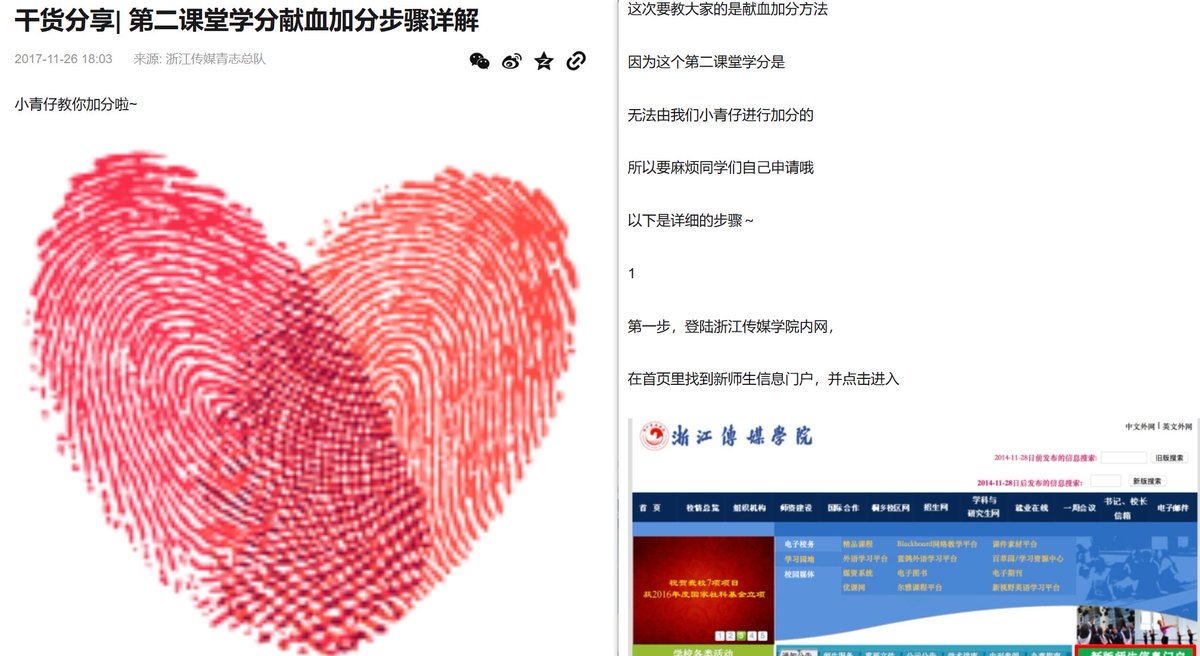 干货分享| 第二课堂学分献血加分步骤详解
2017-11-26 18:03 来源: 浙江传媒青志总队
小青仔教你加分啦~
这次要教大家的是献血加分方法
因为这个第二课堂学分是
无法由我们小青仔进行加分的
所以要麻烦同学们自己申请哦
以下是详细的步骤~
1
第一步，登陆浙江传媒学院内网，
在首页里找到新师生信息门户，并点击进入
浙江傳媒學院
中文外网 | 英文外网
2014-11-28日前发布的信息搜索: 旧版搜索
2014-11-28日后发布的信息搜索: 新版搜索
首 页 校情总览 组织机构 师资建设 国际合作 桐乡校区网 招生网 学科与研究生网 就业在线 一周会议 书记、校长信箱 电子邮件
电子校务 精品课程 Blackboard网络教学平台 课件素材平台
学习园地 外语学习平台 蓝鸽外语学习平台 百草园/学习资源中心
校园媒体 媒资系统 电子图书 电子期刊
优课网 尔雅课程平台 新视野英语学习平台
祝贺我校7项项目
获2016年度国家社科基金立项
1 2 3 4 5
学校各类活动